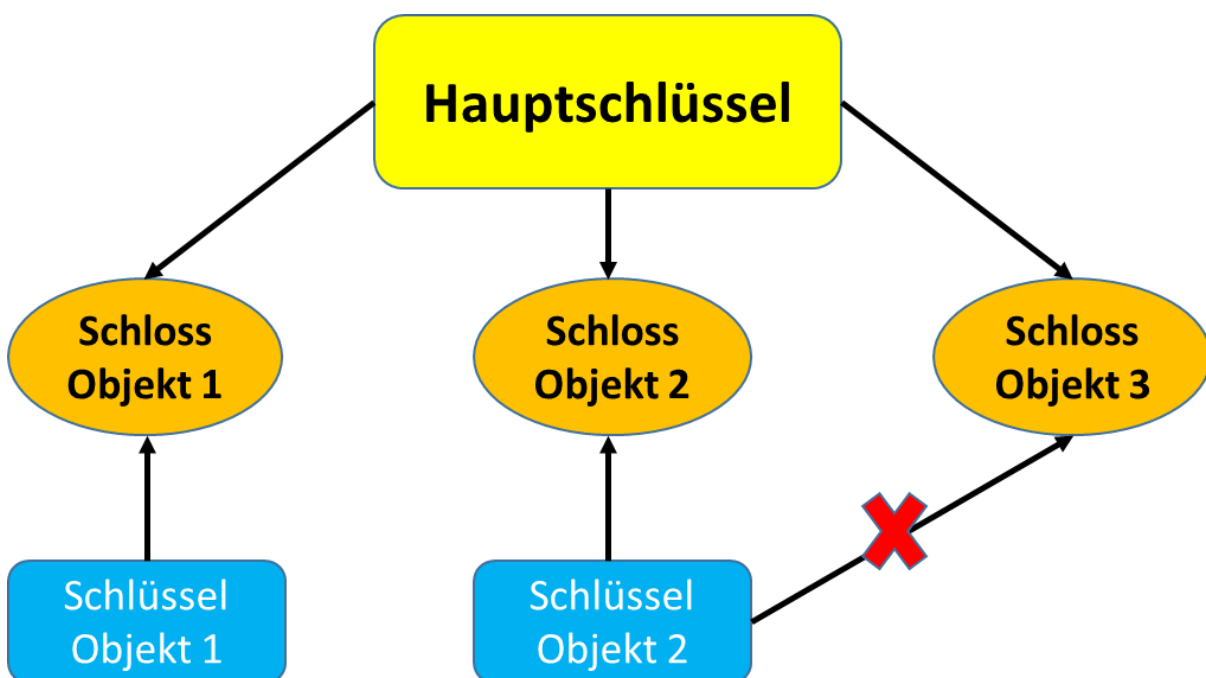 Hauptschlüssel
Schloss
Objekt 1
Schloss
Objekt 2
Schloss
Objekt 3
Schlüssel
Objekt 1
Schlüssel
Objekt 2